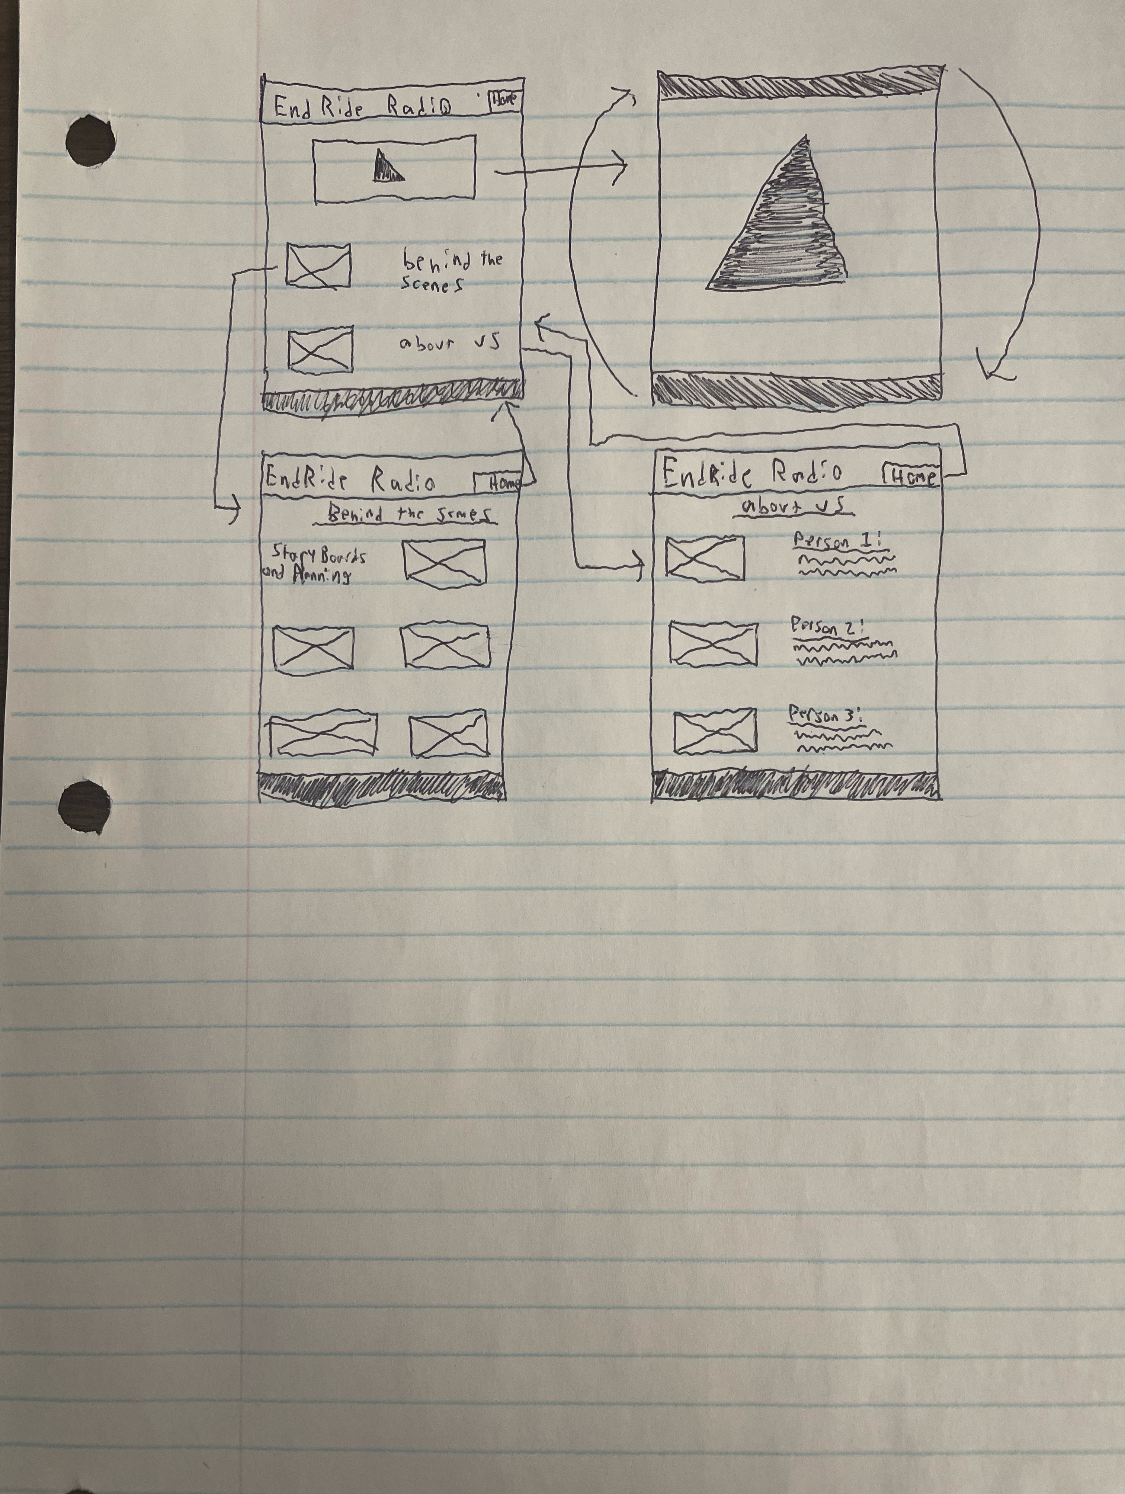 End Ride Radio
Home
behind the
scenes
about us
EndRide Radio
Home
Behind the Scenes
Story Boards
and Planning
EndRide Radio
Home
about us
Person 1:
Person 2:
Person 3: